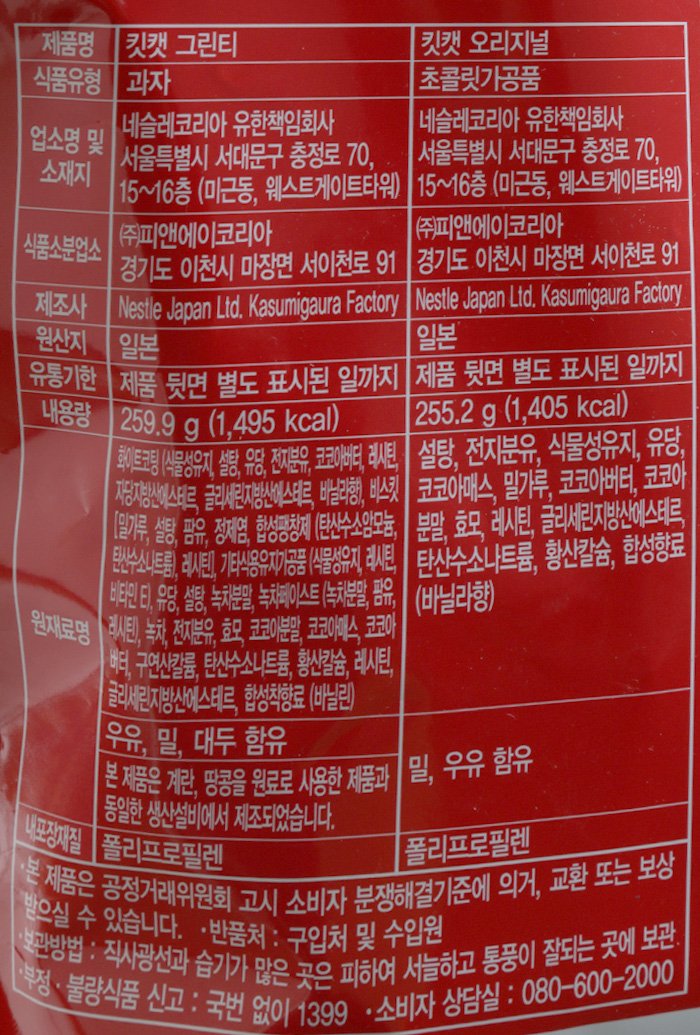 제품명 킷캣 그린티 킷캣 오리지널
식품유형 과자 초콜릿가공품
업소명 및 소재지
네슬레코리아 유한책임회사
서울특별시 서대문구 충정로 70,
15~16층 (미근동, 웨스트게이트타워)
네슬레코리아 유한책임회사
서울특별시 서대문구 충정로 70,
15~16층 (미근동, 웨스트게이트타워)
식품소분업소
㈜피앤에이코리아
경기도 이천시 마장면 서이천로 91
㈜피앤에이코리아
경기도 이천시 마장면 서이천로 91
제조사 Nestle Japan Ltd. Kasumigaura Factory Nestle Japan Ltd. Kasumigaura Factory
원산지 일본 일본
유통기한 제품 뒷면 별도 표시된 일까지 제품 뒷면 별도 표시된 일까지
내용량 259.9 g (1,495 kcal) 255.2 g (1,405 kcal)
원재료명
화이트코팅 (식물성유지, 설탕, 유당, 전지분유, 코코아버터, 레시틴,
자당지방산에스테르, 글리세린지방산에스테르, 바닐라향), 비스킷
[밀가루, 설탕, 팜유, 정제염, 합성팽창제 (탄산수소암모늄,
탄산수소나트륨), 레시틴], 기타식용유지가공품 (식물성유지, 레시틴,
비타민 E), 유당, 설탕, 녹차분말, 녹차페이스트 (녹차분말, 팜유,
레시틴), 녹차, 전지분유, 효모, 코코아분말, 코코아매스, 코코아
버터, 구연산칼륨, 탄산수소나트륨, 황산칼슘, 레시틴,
글리세린지방산에스테르, 합성착향료 (바닐린)
우유, 밀, 대두 함유
본 제품은 계란, 땅콩을 원료로 사용한 제품과
동일한 생산설비에서 제조되었습니다.
설탕, 전지분유, 식물성유지, 유당,
코코아매스, 밀가루, 코코아버터, 코코아
분말, 효모, 레시틴, 글리세린지방산에스테르,
탄산수소나트륨, 황산칼슘, 합성향료
(바닐라향)
밀, 우유 함유
내포장재질 폴리프로필렌 폴리프로필렌
·본 제품은 공정거래위원회 고시 소비자 분쟁해결기준에 의거, 교환 또는 보상
받으실 수 있습니다. ·반품처 : 구입처 및 수입원
·보관방법 : 직사광선과 습기가 많은 곳은 피하여 서늘하고 통풍이 잘되는 곳에 보관
·부정·불량식품 신고 : 국번 없이 1399 ·소비자 상담실 : 080-600-2000